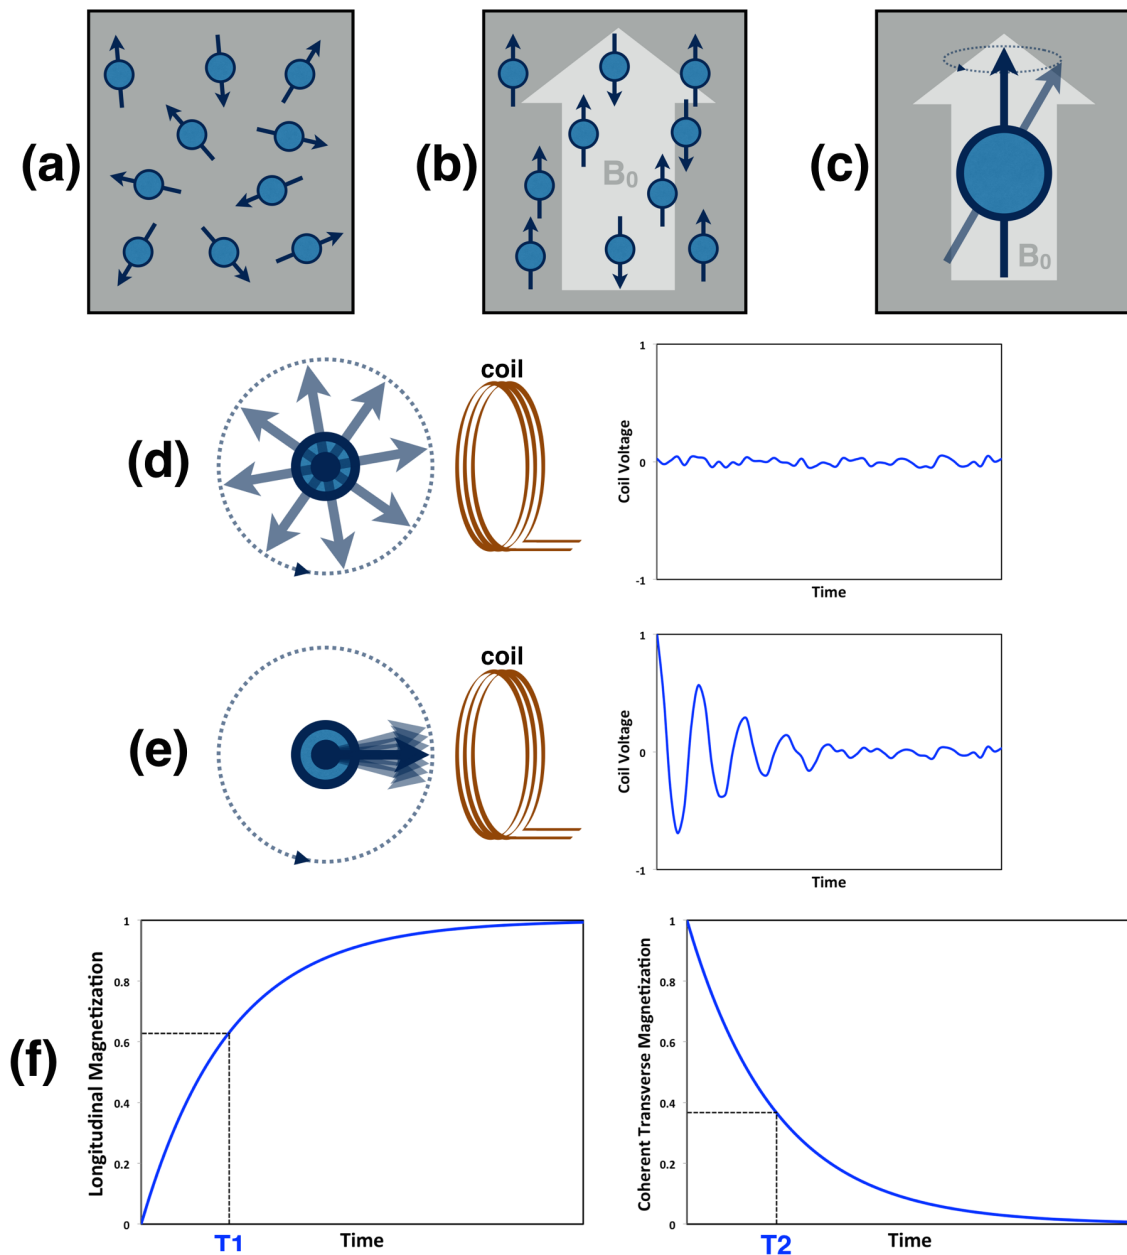 (a)
(b)
B0
(c)
B0
(d)
coil
1
0
-1
Coil Voltage
Time
(e)
coil
1
0
-1
Coil Voltage
Time
(f)
1
0.8
0.6
0.4
0.2
0
Longitudinal Magnetization
T1
Time
1
0.8
0.6
0.4
0.2
0
Coherent Transverse Magnetization
T2
Time